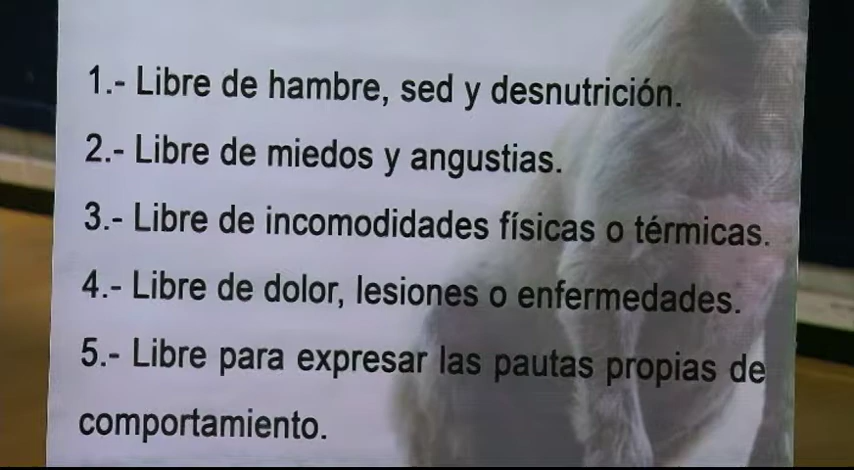 1.- Libre de hambre, sed y desnutrición.
2.- Libre de miedos y angustias.
3.- Libre de incomodidades físicas o térmicas.
4.- Libre de dolor, lesiones o enfermedades.
5.- Libre para expresar las pautas propias de
comportamiento.